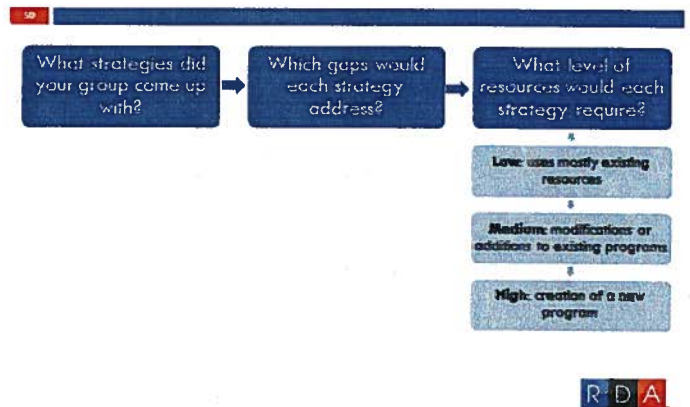 50
What strategies did
your group come up
with?
Which gaps would
each strategy
address?
What level of
resources would each
strategy require?
Low: uses mostly existing
resources
Medium: modifications or
additions to existing programs
High: creation of a new
program
RDA